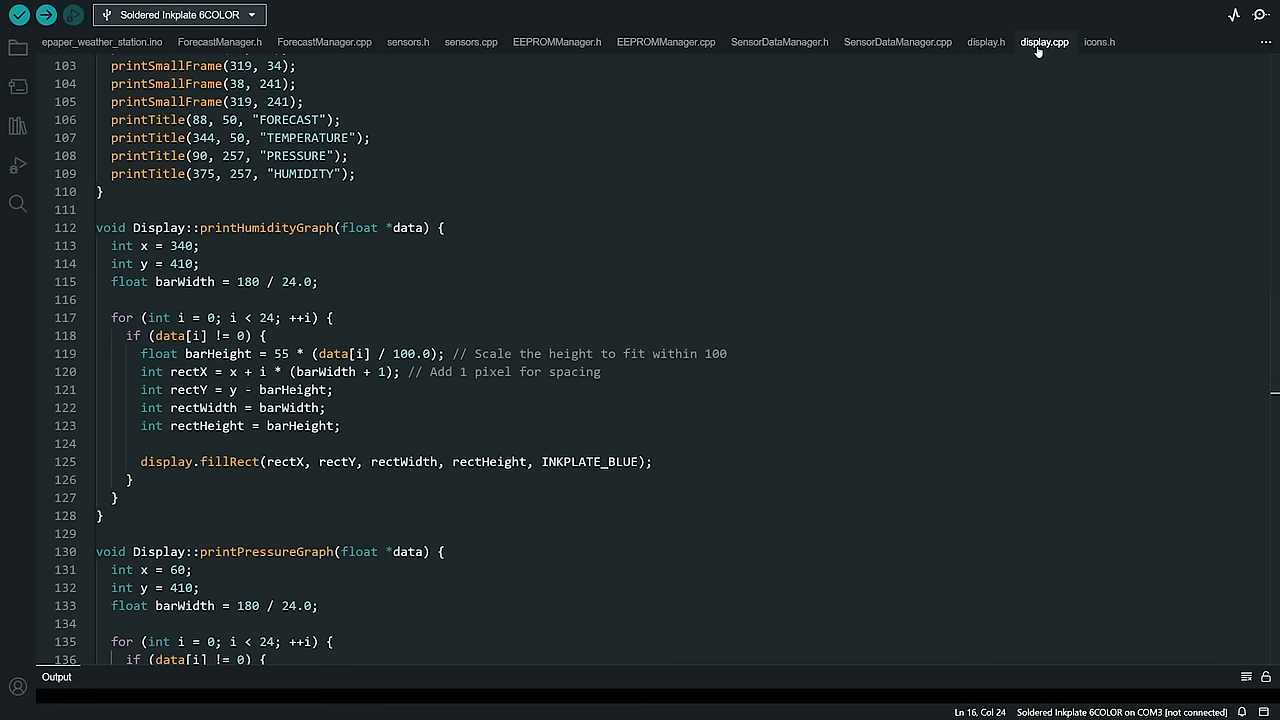 Soldered Inkplate 6COLOR
epaper_weather_station.ino ForecastManager.h ForecastManager.cpp sensors.h sensors.cpp EEPROMManager.h EEPROMManager.cpp SensorDataManager.h SensorDataManager.cpp display.h display.cpp icons.h ...
103 printSmallFrame(319, 34);
104 printSmallFrame(38, 241);
105 printSmallFrame(319, 241);
106 printTitle(88, 50, "FORECAST");
107 printTitle(344, 50, "TEMPERATURE");
108 printTitle(90, 257, "PRESSURE");
109 printTitle(375, 257, "HUMIDITY");
110 }
111
112 void Display::printHumidityGraph(float *data) {
113 int x = 340;
114 int y = 410;
115 float barWidth = 180 / 24.0;
116
117 for (int i = 0; i < 24; ++i) {
118 if (data[i] != 0) {
119 float barHeight = 55 * (data[i] / 100.0); // Scale the height to fit within 100
120 int rectX = x + i * (barWidth + 1); // Add 1 pixel for spacing
121 int rectY = y - barHeight;
122 int rectWidth = barWidth;
123 int rectHeight = barHeight;
124
125 display.fillRect(rectX, rectY, rectWidth, rectHeight, INKPLATE_BLUE);
126 }
127 }
128 }
129
130 void Display::printPressureGraph(float *data) {
131 int x = 60;
132 int y = 410;
133 float barWidth = 180 / 24.0;
134
135 for (int i = 0; i < 24; ++i) {
136 if (data[i] != 0) {
Output
Ln 16, Col 24 Soldered Inkplate 6COLOR on COM3 [not connected]